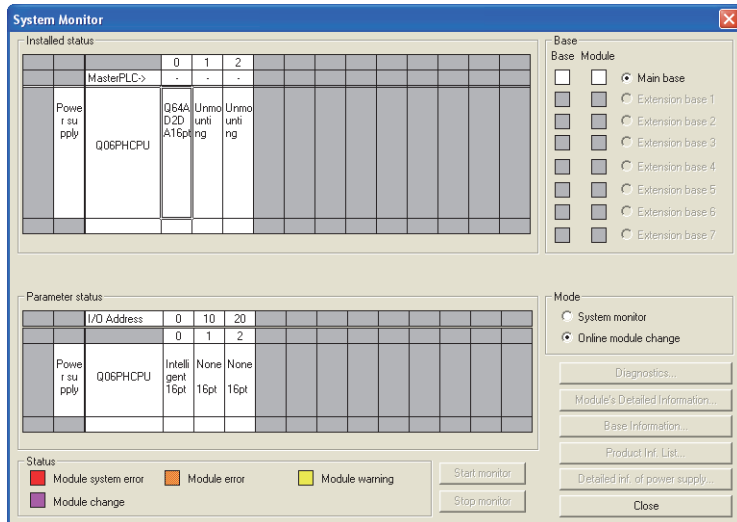 System Monitor
Installed status
0 1 2
MasterPLC-> - - -
Powe Q64A Unmo Unmo
r su D2D unti unti
pply A16pt ng ng
Q06PHCPU
Base
Base Module
Main base
Extension base 1
Extension base 2
Extension base 3
Extension base 4
Extension base 5
Extension base 6
Extension base 7
Parameter status
I/O Address 0 10 20
0 1 2
Powe Intelli None None
r su Q06PHCPU gent
pply 16pt 16pt 16pt
Mode
System monitor
Online module change
Diagnostics...
Module's Detailed Information...
Base Information...
Product Inf. List...
Detailed inf. of power supply...
Close
Status
Module system error Module error Module warning
Module change
Start monitor
Stop monitor